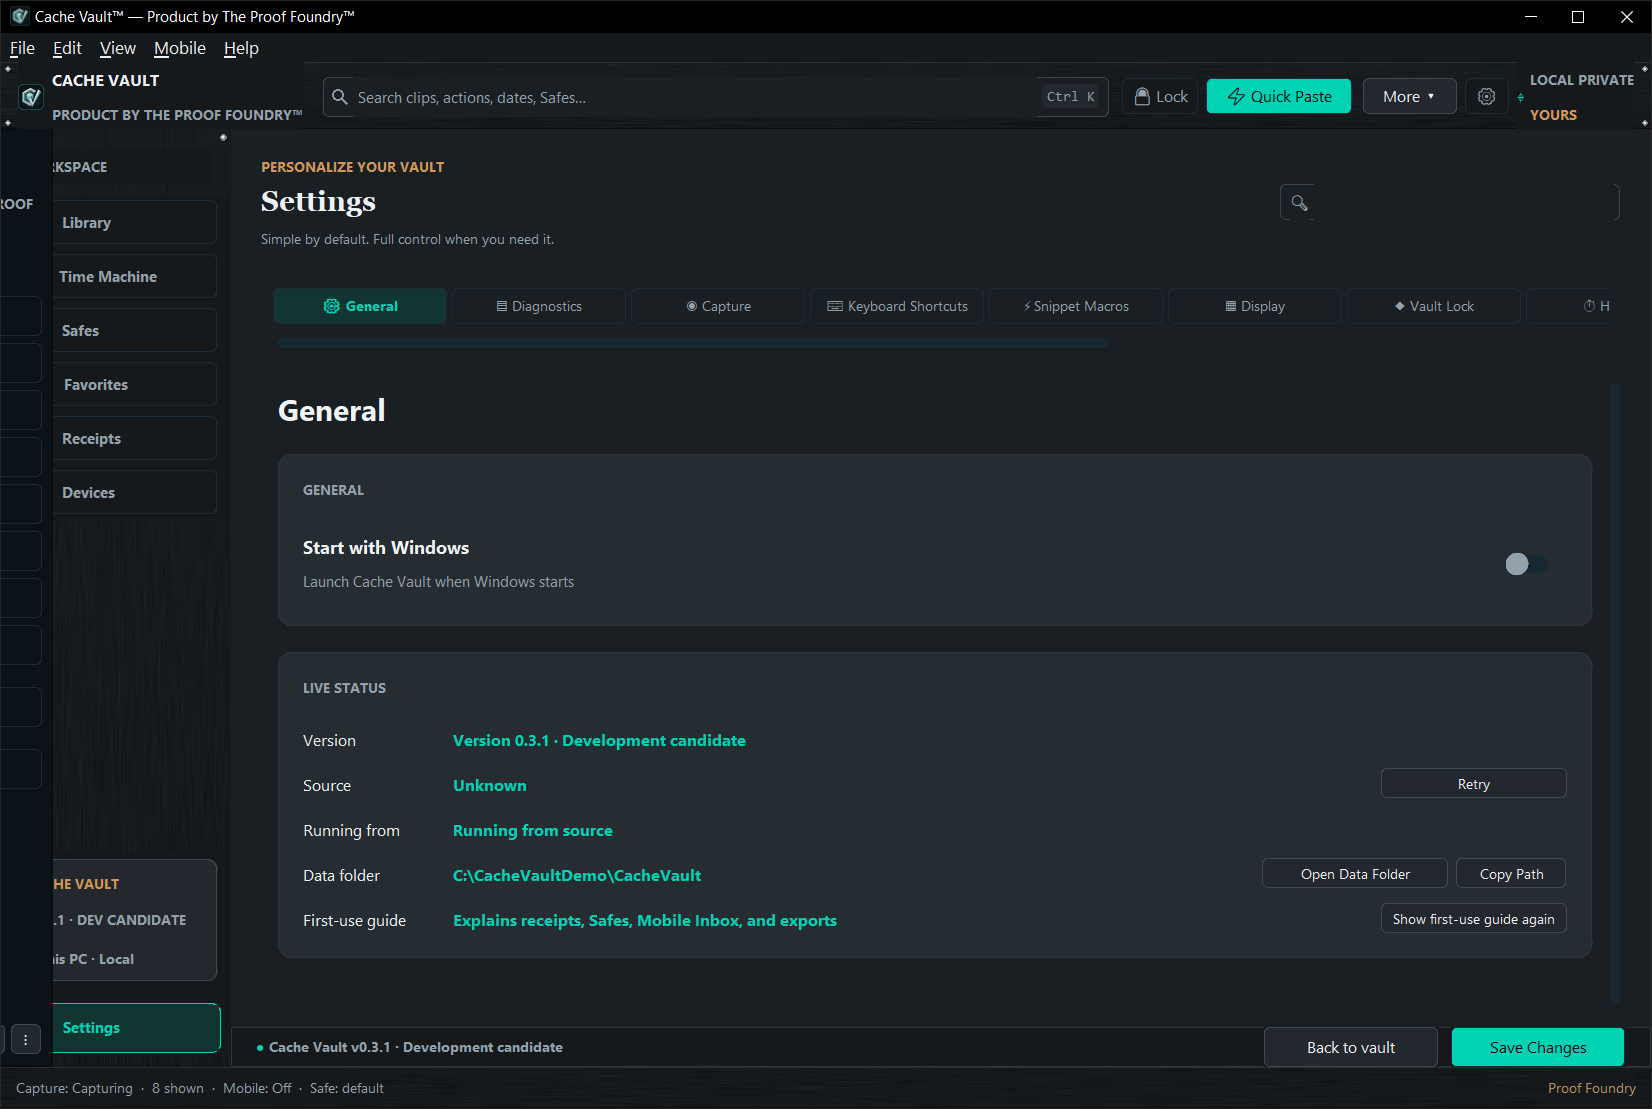 Cache Vault™ — Product by The Proof Foundry™
File Edit View Mobile Help
CACHE VAULT
PRODUCT BY THE PROOF FOUNDRY™
Search clips, actions, dates, Safes...
Ctrl K
Lock
Quick Paste
More
LOCAL PRIVATE
YOURS
KSPACE
ROOF
Library
Time Machine
Safes
Favorites
Receipts
Devices
HE VAULT
.1 · DEV CANDIDATE
is PC · Local
Settings
PERSONALIZE YOUR VAULT
Settings
Simple by default. Full control when you need it.
General
Diagnostics
Capture
Keyboard Shortcuts
Snippet Macros
Display
Vault Lock
H
General
GENERAL
Start with Windows
Launch Cache Vault when Windows starts
LIVE STATUS
Version Version 0.3.1 · Development candidate
Source Unknown Retry
Running from Running from source
Data folder C:\CacheVaultDemo\CacheVault Open Data Folder Copy Path
First-use guide Explains receipts, Safes, Mobile Inbox, and exports Show first-use guide again
Cache Vault v0.3.1 · Development candidate
Back to vault
Save Changes
Capture: Capturing · 8 shown · Mobile: Off · Safe: default
Proof Foundry